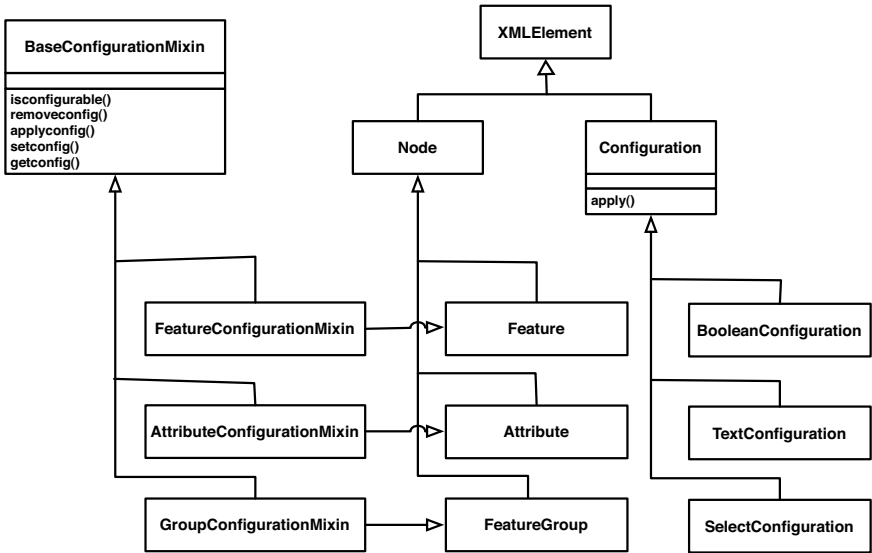 BaseConfigurationMixin
isconfigurable()
removeconfig()
applyconfig()
setconfig()
getconfig()
XMLElement
Node
Configuration
apply()
FeatureConfigurationMixin
Feature
BooleanConfiguration
AttributeConfigurationMixin
Attribute
TextConfiguration
GroupConfigurationMixin
FeatureGroup
SelectConfiguration